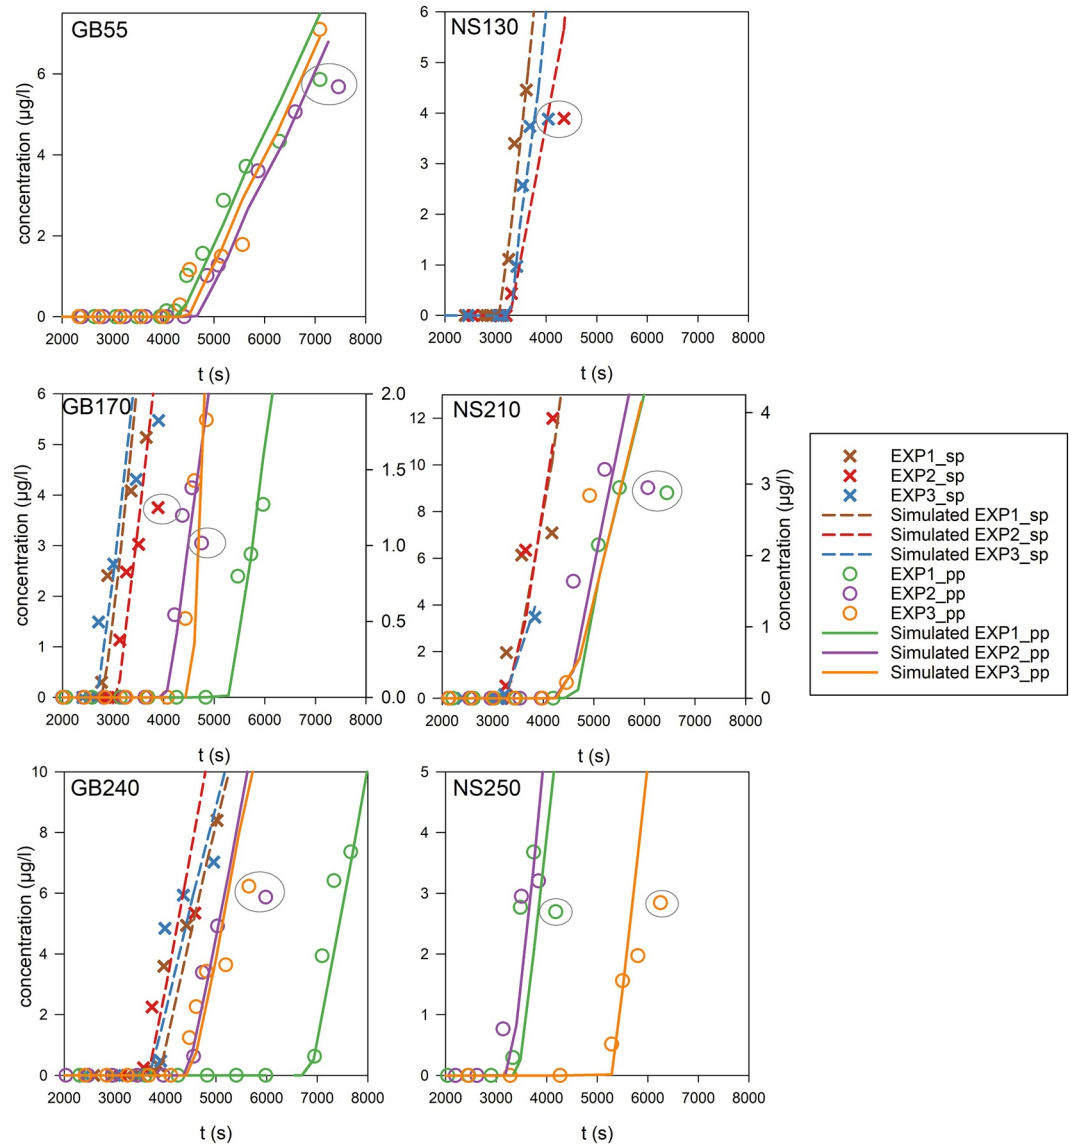 GB55
concentration (µg/l)
6
4
2
0
2000 3000 4000 5000 6000 7000 8000
t (s)
NS130
6
5
4
3
2
1
0
2000 3000 4000 5000 6000 7000 8000
t (s)
GB170
concentration (µg/l)
6
5
4
3
2
1
0
2.0
1.5
1.0
0.5
0.0
2000 3000 4000 5000 6000 7000 8000
t (s)
NS210
12
10
8
6
4
2
0
4
3
2
1
0
concentration (µg/l)
2000 3000 4000 5000 6000 7000 8000
t (s)
EXP1_sp
EXP2_sp
EXP3_sp
Simulated EXP1_sp
Simulated EXP2_sp
Simulated EXP3_sp
EXP1_pp
EXP2_pp
EXP3_pp
Simulated EXP1_pp
Simulated EXP2_pp
Simulated EXP3_pp
GB240
concentration (µg/l)
10
8
6
4
2
0
2000 3000 4000 5000 6000 7000 8000
t (s)
NS250
5
4
3
2
1
0
2000 3000 4000 5000 6000 7000 8000
t (s)